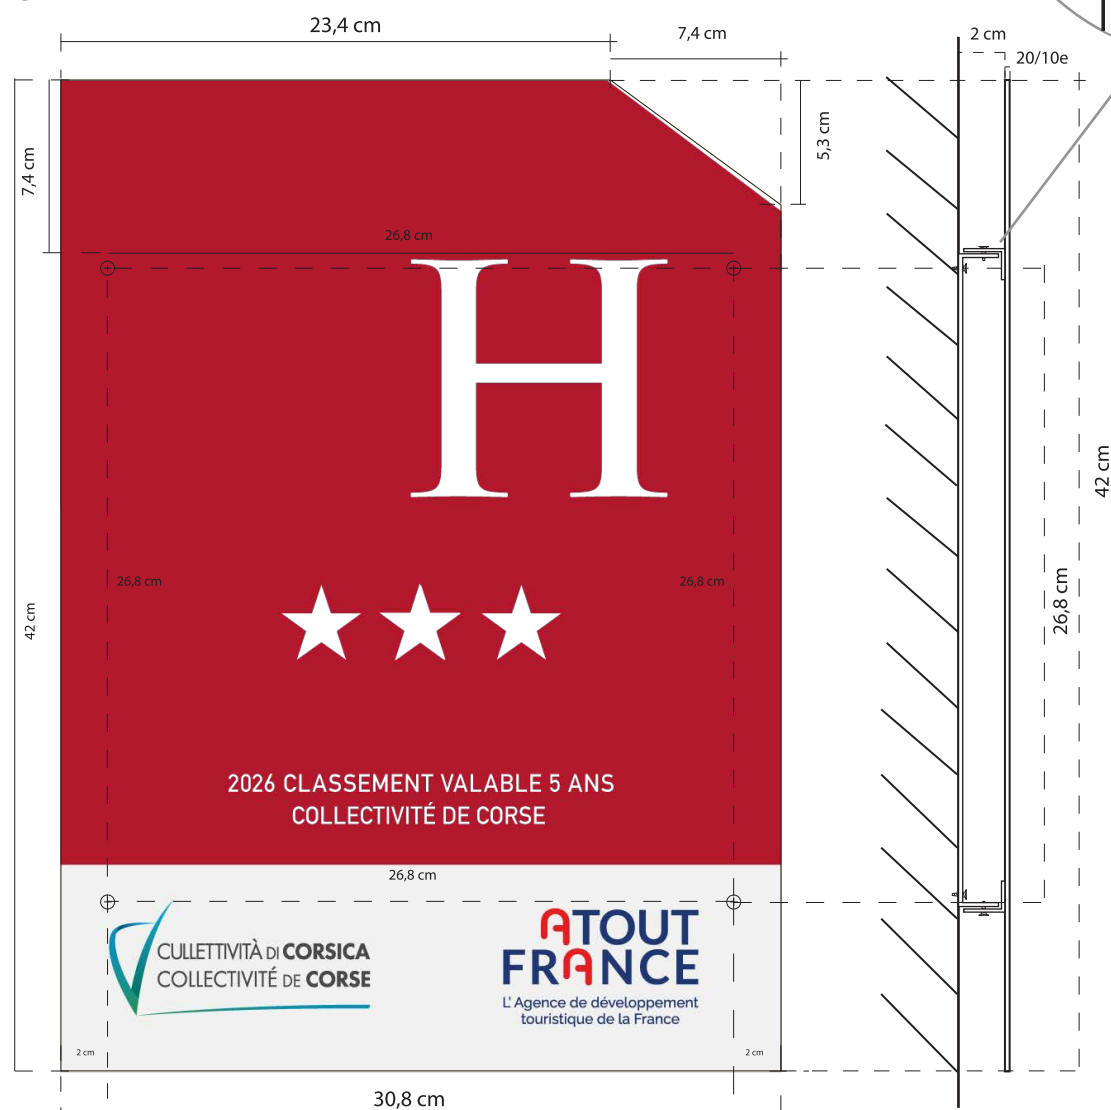 23,4 cm
7,4 cm
2 cm
20/10e
5,3 cm
7,4 cm
26,8 cm
H
42 cm
26,8 cm
26,8 cm
26,8 cm
42 cm
2026 CLASSEMENT VALABLE 5 ANS
COLLECTIVITÉ DE CORSE
26,8 cm
CULLETTIVITÀ DI CORSICA
COLLECTIVITÉ DE CORSE
ATOUT
FRANCE
L'Agence de développement
touristique de la France
2 cm
2 cm
30,8 cm